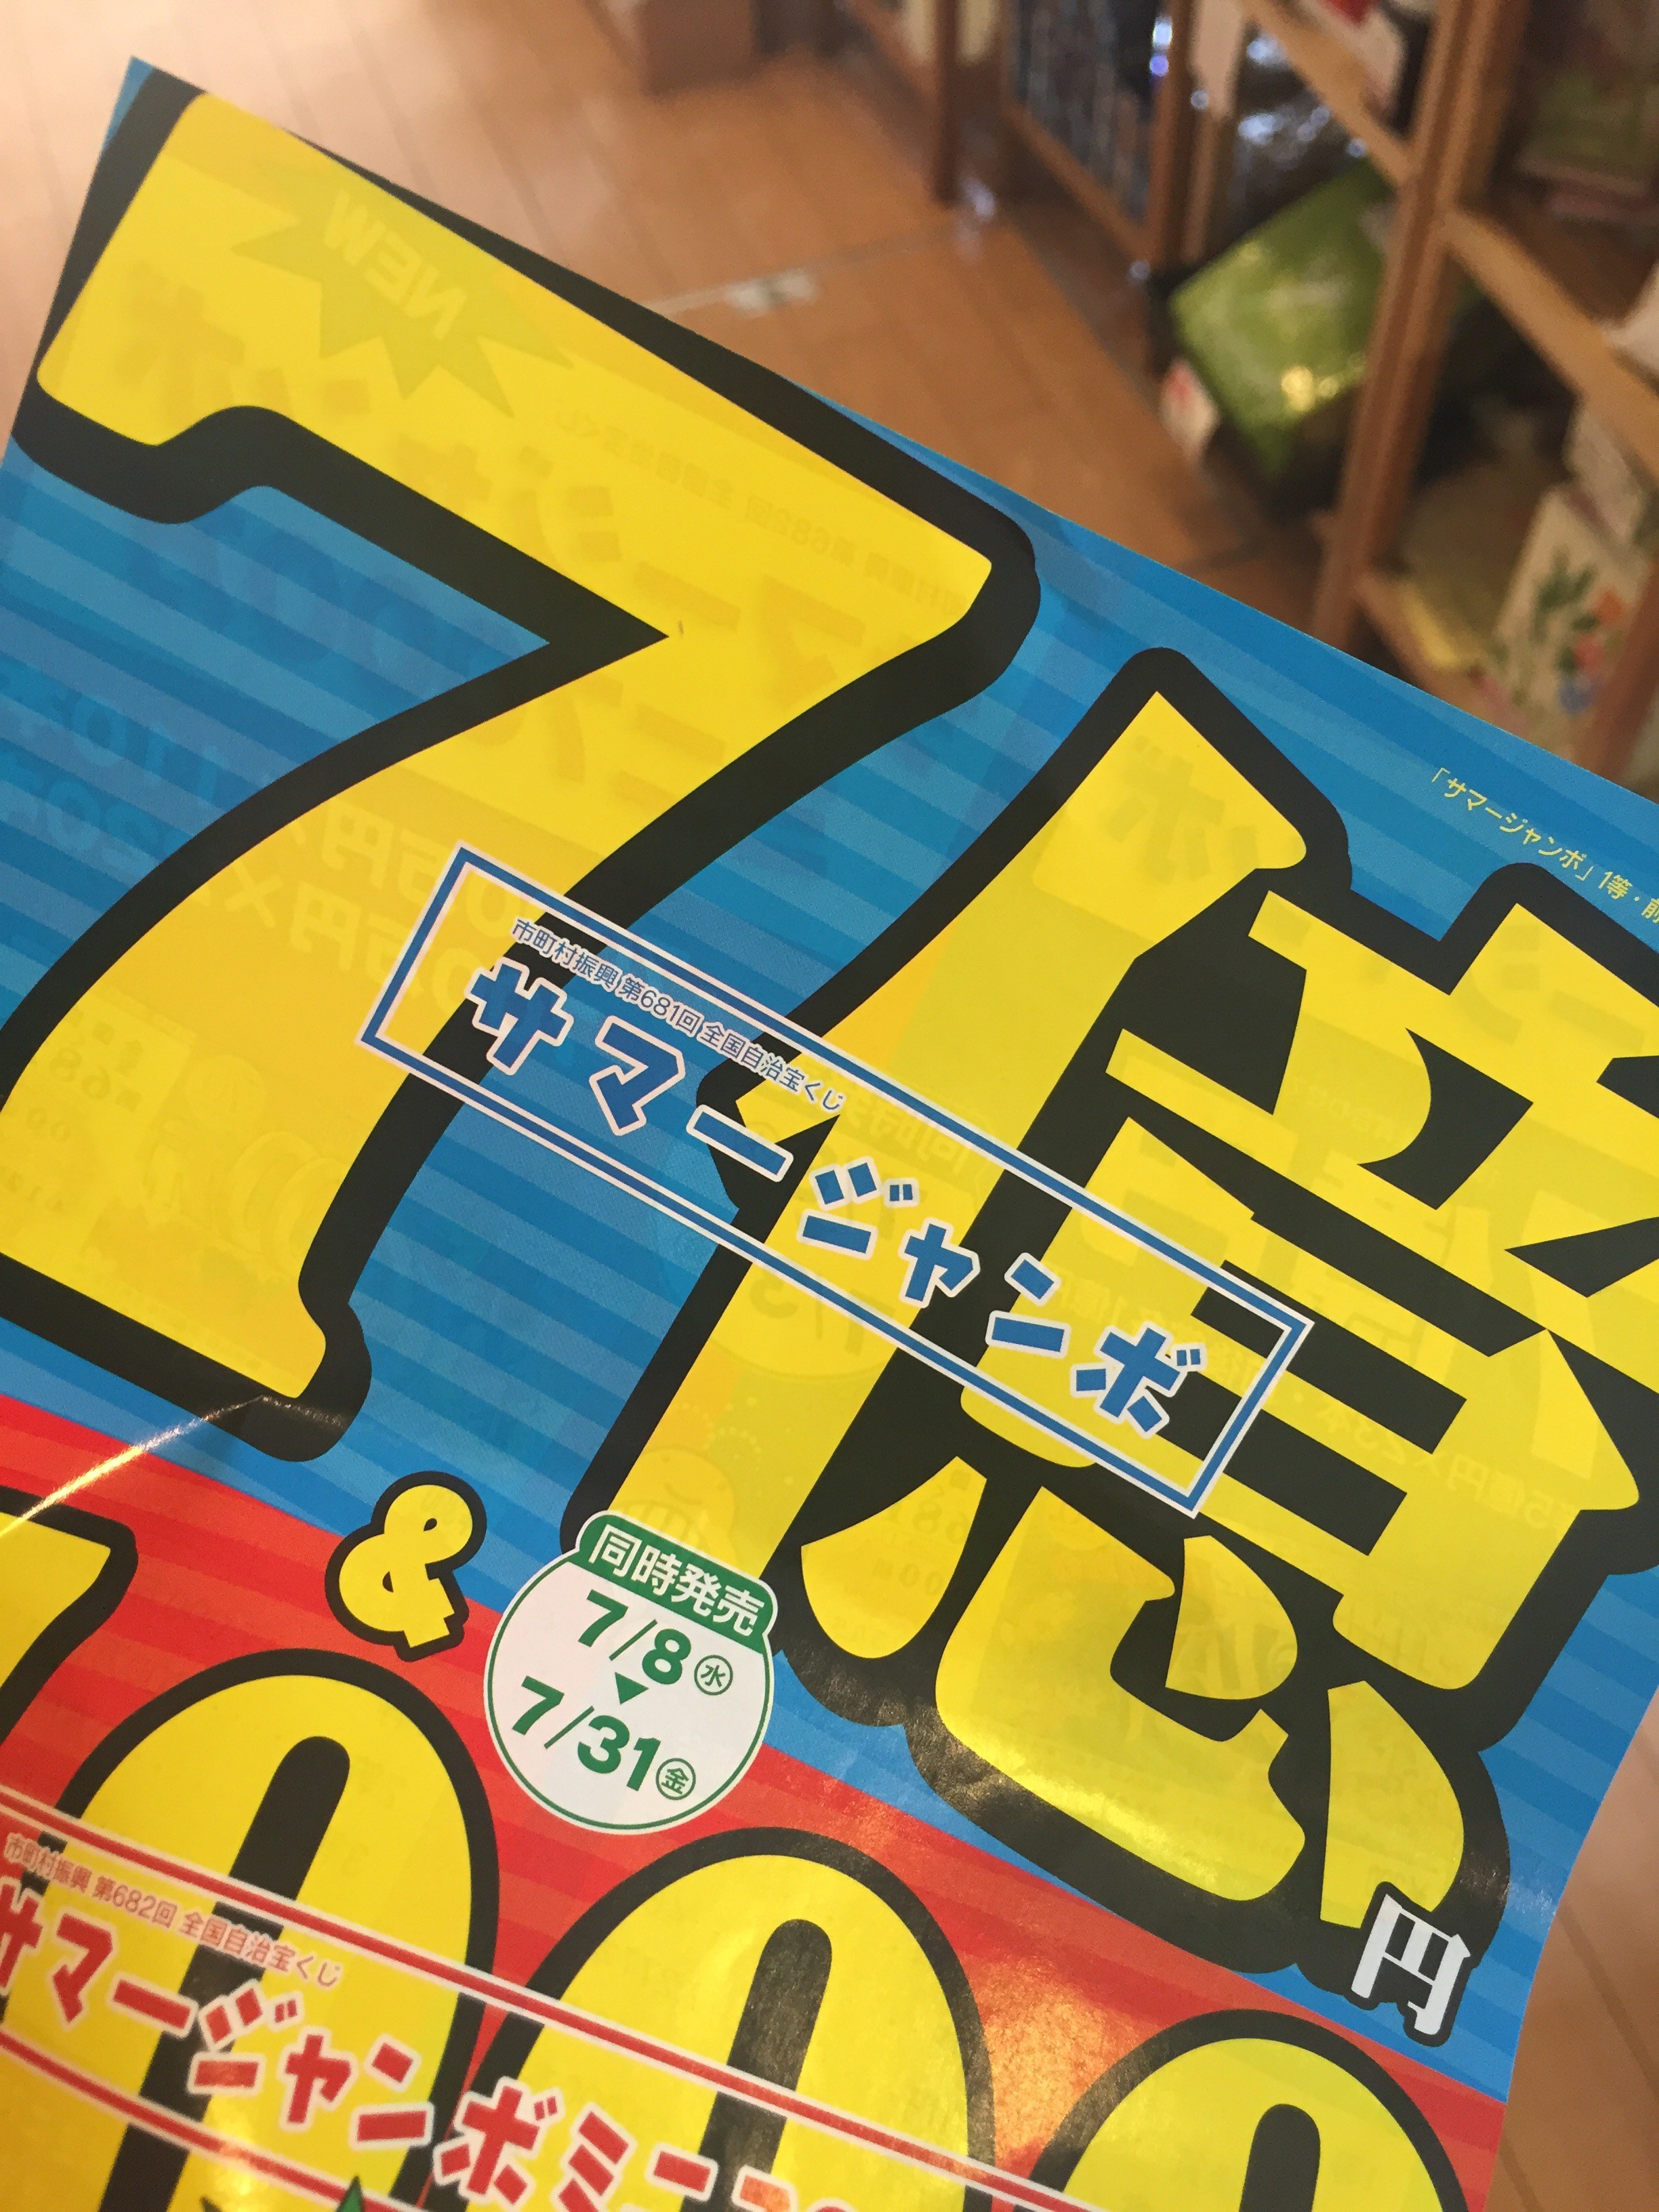 7億円
「サマージャンボ」1等・前
市町村振興 第681回 全国自治宝くじ
サマージャンボ
&
同時発売
7/8㊌
▼
7/31㊎
7000
市町村振興 第682回 全国自治宝くじ
サマージャンボミニ